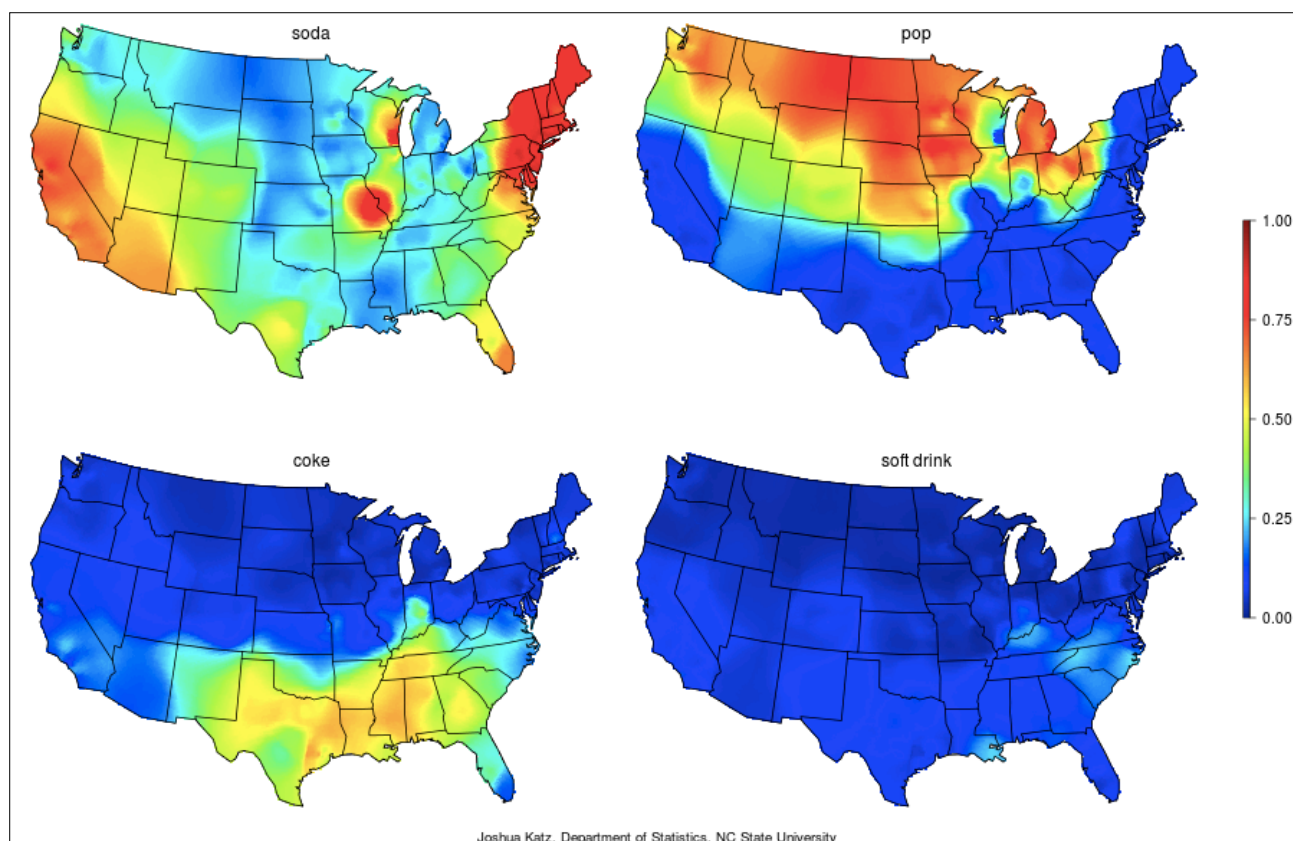 soda
pop
1.00
0.75
0.50
0.25
0.00
coke
soft drink
Joshua Katz, Department of Statistics, NC State University